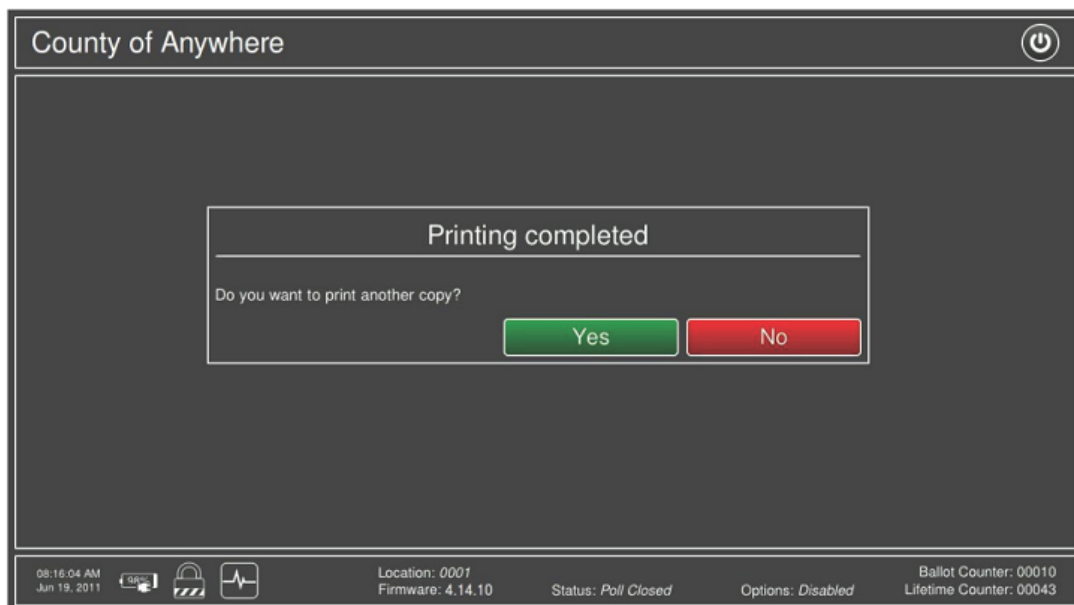 County of Anywhere
Printing completed
Do you want to print another copy?
Yes No
08:16:04 AM
Jun 19, 2011
98%
Location: 0001
Firmware: 4.14.10
Status: Poll Closed
Options: Disabled
Ballot Counter: 00010
Lifetime Counter: 00043